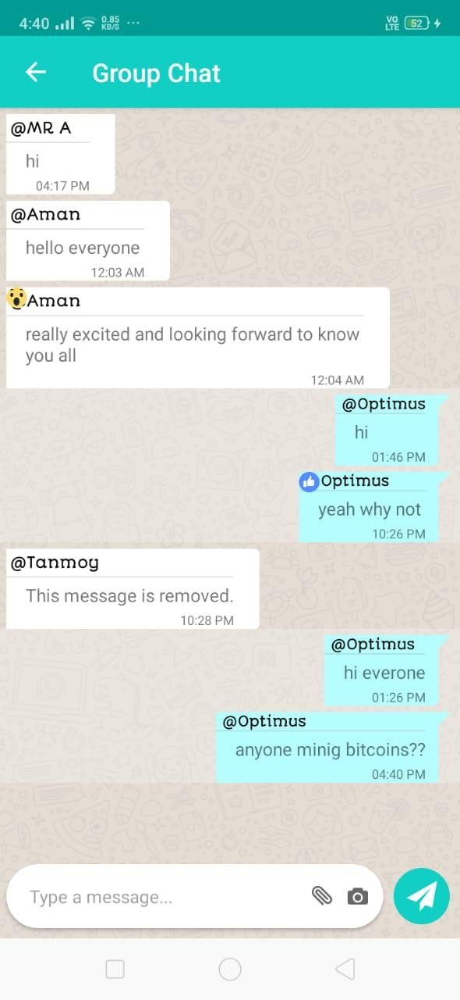 4:40 0.85 KB/S ... VO LTE 52
Group Chat
@MR A
hi
04:17 PM
@Aman
hello everyone
12:03 AM
Aman
really excited and looking forward to know
you all
12:04 AM
@Optimus
hi
01:46 PM
Optimus
yeah why not
10:26 PM
@Tanmoy
This message is removed.
10:28 PM
@Optimus
hi everone
01:26 PM
@Optimus
anyone minig bitcoins??
04:40 PM
Type a message...